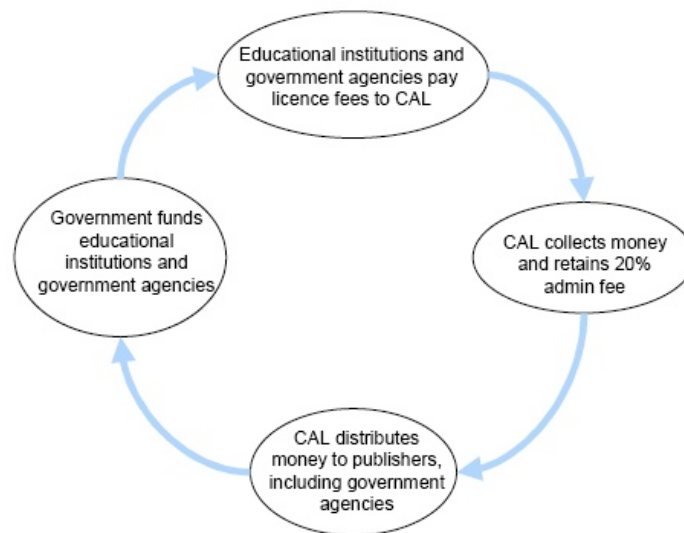 Educational institutions and
government agencies pay
licence fees to CAL
CAL collects money
and retains 20%
admin fee
CAL distributes
money to publishers,
including government
agencies
Government funds
educational
institutions and
government agencies